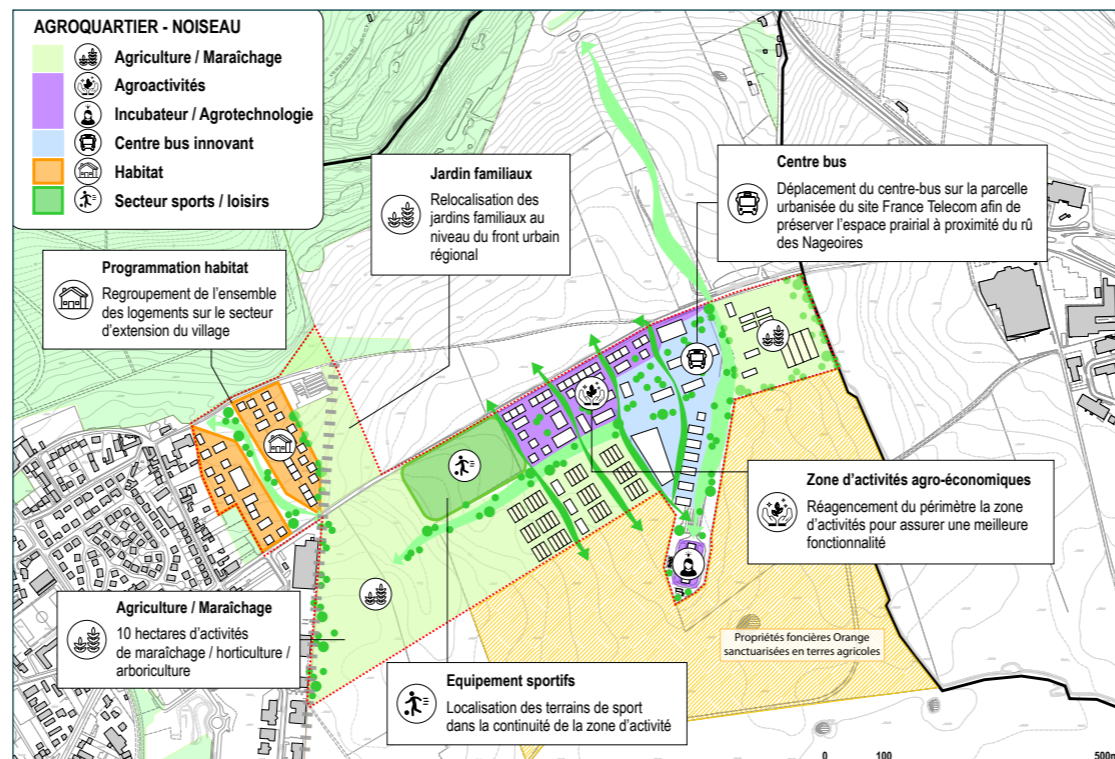 AGROQUARTIER - NOISEAU
Agriculture / Maraîchage
Agroactivités
Incubateur / Agrotechnologie
Centre bus innovant
Habitat
Secteur sports / loisirs
Jardin familiaux
Relocalisation des
jardins familiaux au
niveau du front urbain
régional
Centre bus
Déplacement du centre-bus sur la parcelle
urbanisée du site France Telecom afin de
préserver l'espace prairial à proximité du rû
des Nageoires
Programmation habitat
Regroupement de l'ensemble
des logements sur le secteur
d'extension du village
Zone d'activités agro-économiques
Réagencement du périmètre la zone
d'activités pour assurer une meilleure
fonctionnalité
Agriculture / Maraîchage
10 hectares d'activités
de maraîchage / horticulture /
arboriculture
Propriétés foncières Orange
sanctuarisées en terres agricoles
Equipement sportifs
Localisation des terrains de sport
dans la continuité de la zone d'activité
0 100 500m